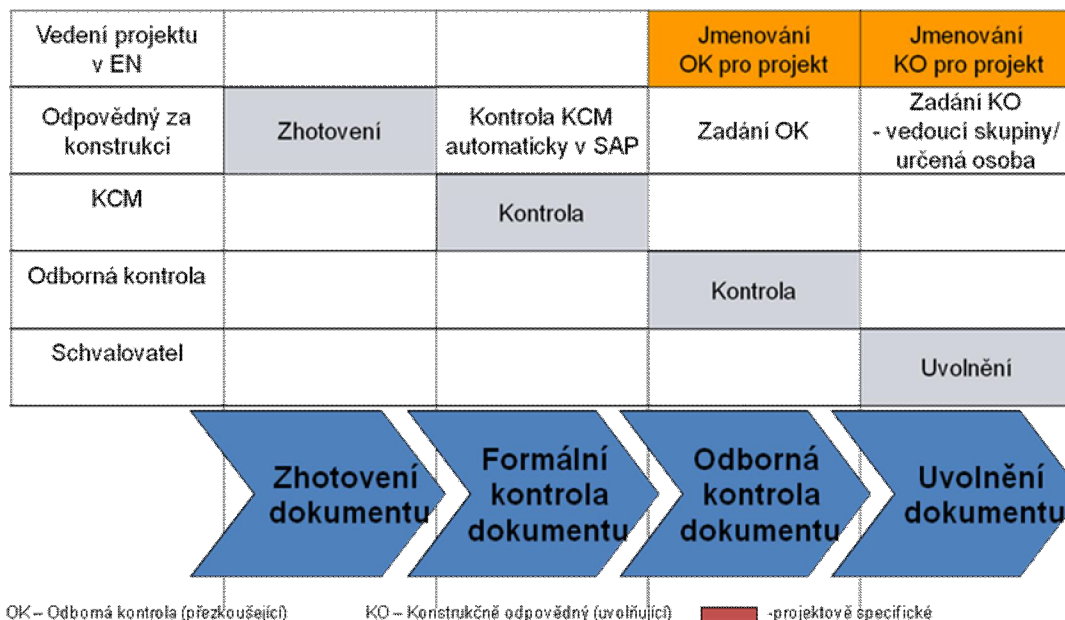 Vedení projektu
v EN
Jmenování
OK pro projekt
Jmenování
KO pro projekt
Odpovědný za
konstrukci
Zhotovení
Kontrola KCM
automaticky v SAP
Zadání OK
Zadání KO
- vedoucí skupiny/
určená osoba
KCM
Kontrola
Odborná kontrola
Kontrola
Schvalovatel
Uvolnění
Zhotovení
dokumentu
Formální
kontrola
dokumentu
Odborná
kontrola
dokumentu
Uvolnění
dokumentu
OK – Odborná kontrola (přezkoušející)
KO – Konstrukčně odpovědný (uvolňující)
-projektově specifické